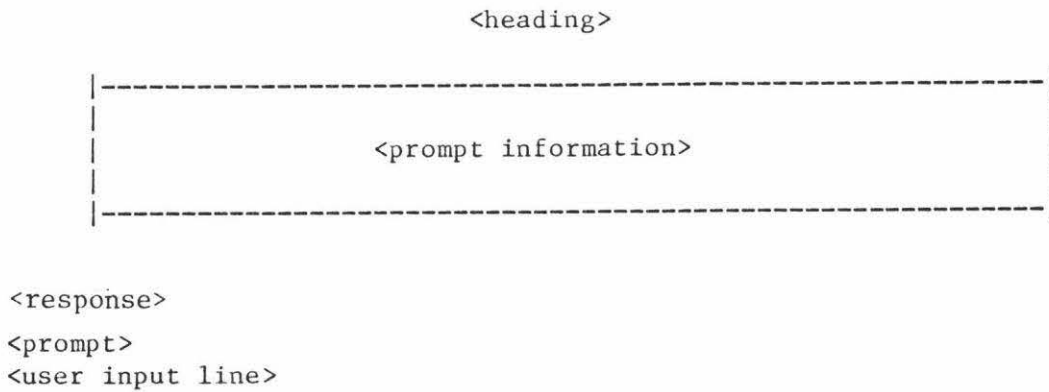 <heading>
<prompt information>
<response>
<prompt>
<user input line>